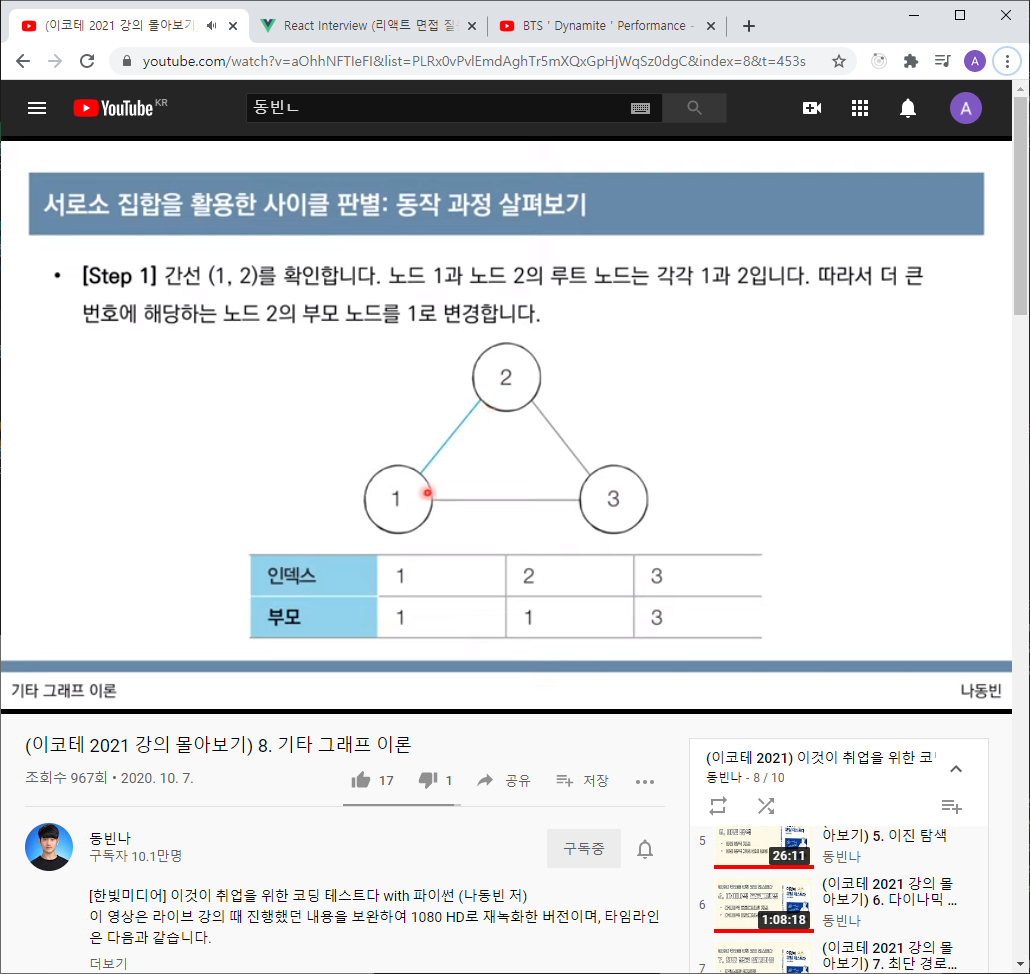 (이코테 2021 강의 몰아보기
React Interview (리액트 면접 질
BTS ' Dynamite ' Performance -
youtube.com/watch?v=aOhhNFTIeFI&list=PLRx0vPvlEmdAghTr5mXQxGpHjWqSz0dgC&index=8&t=453s
A
YouTube KR
동빈ㄴ
A
서로소 집합을 활용한 사이클 판별: 동작 과정 살펴보기
• [Step 1] 간선 (1, 2)를 확인합니다. 노드 1과 노드 2의 루트 노드는 각각 1과 2입니다. 따라서 더 큰
번호에 해당하는 노드 2의 부모 노드를 1로 변경합니다.
2
1
3
인덱스 1 2 3
부모 1 1 3
기타 그래프 이론
나동빈
(이코테 2021 강의 몰아보기) 8. 기타 그래프 이론
조회수 967회 • 2020. 10. 7.
17
1
공유
저장
동빈나
구독자 10.1만명
구독중
[한빛미디어] 이것이 취업을 위한 코딩 테스트다 with 파이썬 (나동빈 저)
이 영상은 라이브 강의 때 진행했던 내용을 보완하여 1080 HD로 재녹화한 버전이며, 타임라인
은 다음과 같습니다.
더보기
(이코테 2021) 이것이 취업을 위한 코
동빈나 - 8 / 10
5
26:11
아보기) 5. 이진 탐색
동빈나
6
1:08:18
(이코테 2021 강의 몰
아보기) 6. 다이나믹 ...
동빈나
7
(이코테 2021 강의 몰
아보기) 7. 최단 경로...